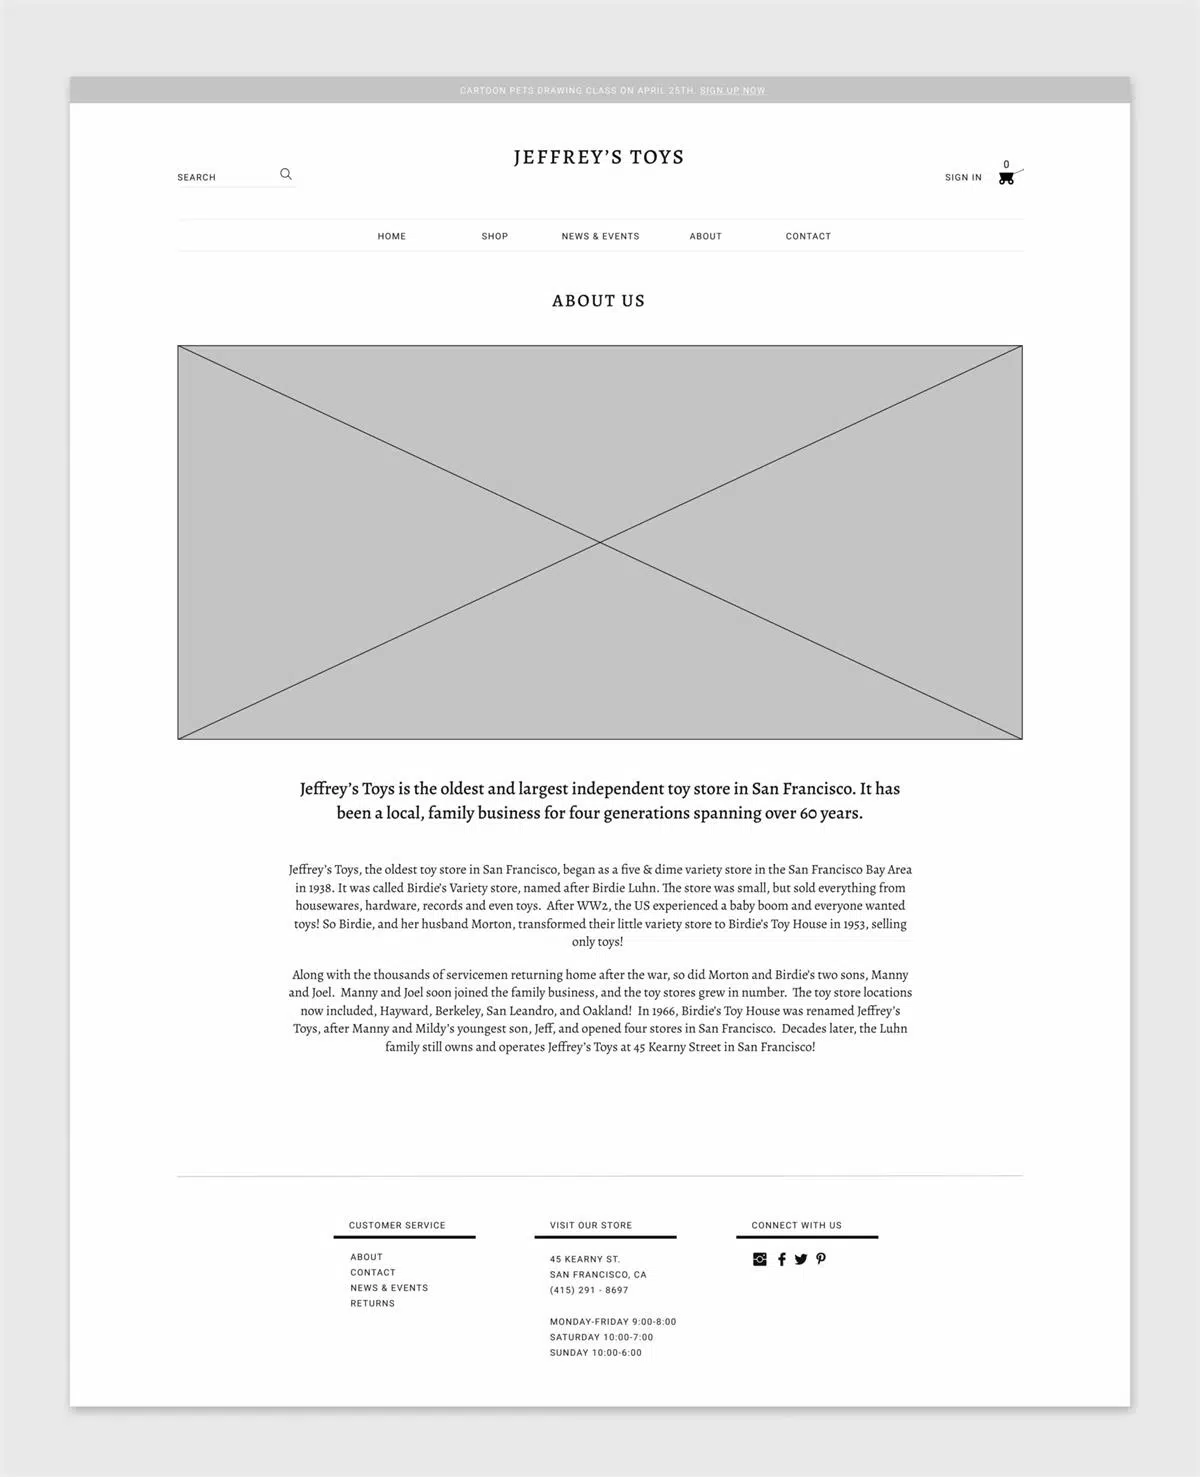 CARTOON PETS DRAWING CLASS ON APRIL 25TH. SIGN UP NOW
JEFFREY’S TOYS
SEARCH
SIGN IN
0
HOME
SHOP
NEWS & EVENTS
ABOUT
CONTACT
ABOUT US
Jeffrey’s Toys is the oldest and largest independent toy store in San Francisco. It has
been a local, family business for four generations spanning over 60 years.
Jeffrey’s Toys, the oldest toy store in San Francisco, began as a five & dime variety store in the San Francisco Bay Area
in 1938. It was called Birdie's Variety store, named after Birdie Luhn. The store was small, but sold everything from
housewares, hardware, records and even toys.  After WW2, the US experienced a baby boom and everyone wanted
toys! So Birdie, and her husband Morton, transformed their little variety store to Birdie's Toy House in 1953, selling
only toys!
Along with the thousands of servicemen returning home after the war, so did Morton and Birdie's two sons, Manny
and Joel.  Manny and Joel soon joined the family business, and the toy stores grew in number.  The toy store locations
now included, Hayward, Berkeley, San Leandro, and Oakland!  In 1966, Birdie's Toy House was renamed Jeffrey’s
Toys, after Manny and Mildy’s youngest son, Jeff, and opened four stores in San Francisco.  Decades later, the Luhn
family still owns and operates Jeffrey’s Toys at 45 Kearny Street in San Francisco!
CUSTOMER SERVICE
ABOUT
CONTACT
NEWS & EVENTS
RETURNS
VISIT OUR STORE
45 KEARNY ST.
SAN FRANCISCO, CA
(415) 291 - 8697
MONDAY-FRIDAY 9:00-8:00
SATURDAY 10:00-7:00
SUNDAY 10:00-6:00
CONNECT WITH US